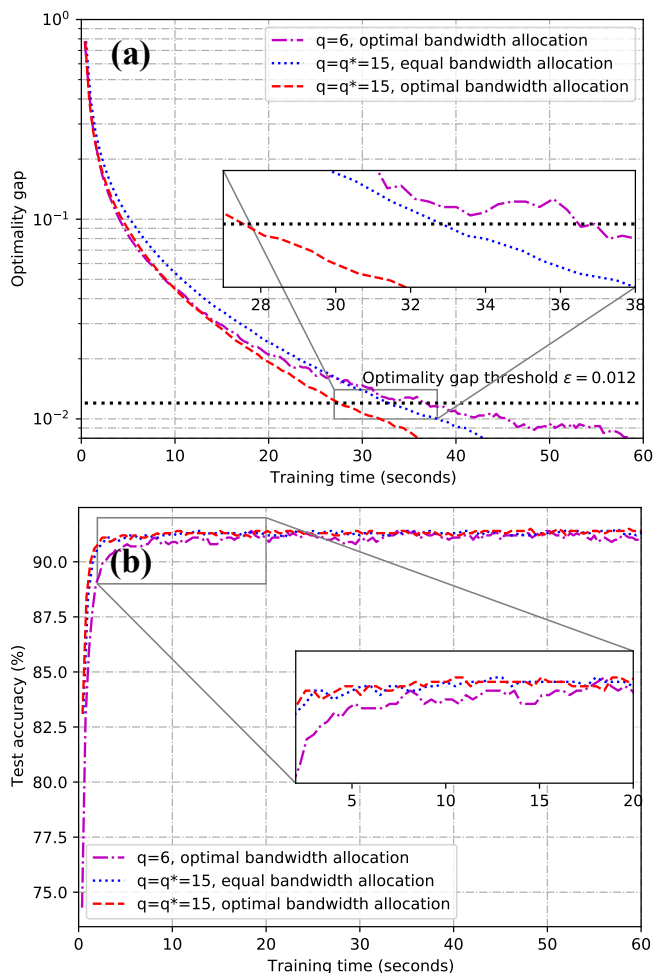 (a)
q=6, optimal bandwidth allocation
q=q*=15, equal bandwidth allocation
q=q*=15, optimal bandwidth allocation
10⁰
10⁻¹
10⁻²
Optimality gap
28 30 32 34 36 38
Optimality gap threshold ε = 0.012
0 10 20 30 40 50 60
Training time (seconds)
(b)
90.0
87.5
85.0
82.5
80.0
77.5
75.0
Test accuracy (%)
5 10 15 20
q=6, optimal bandwidth allocation
q=q*=15, equal bandwidth allocation
q=q*=15, optimal bandwidth allocation
0 10 20 30 40 50 60
Training time (seconds)